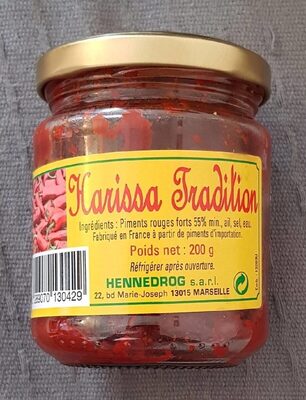 Harissa Tradition
Ingrédients : Piments rouges forts 55% min., ail, sel, eau.
Fabriqué en France à partir de piments d'importation.
Poids net : 200 g
Réfrigérer après ouverture.
HENNEDROG s.a.r.l.
22, bd Marie-Joseph 13015 MARSEILLE
130429